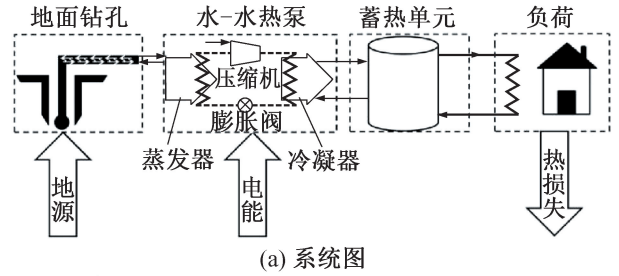 地面钻孔
水-水热泵
蓄热单元
负荷
压缩机
膨胀阀
蒸发器
冷凝器
地源
电能
热损失
(a) 系统图